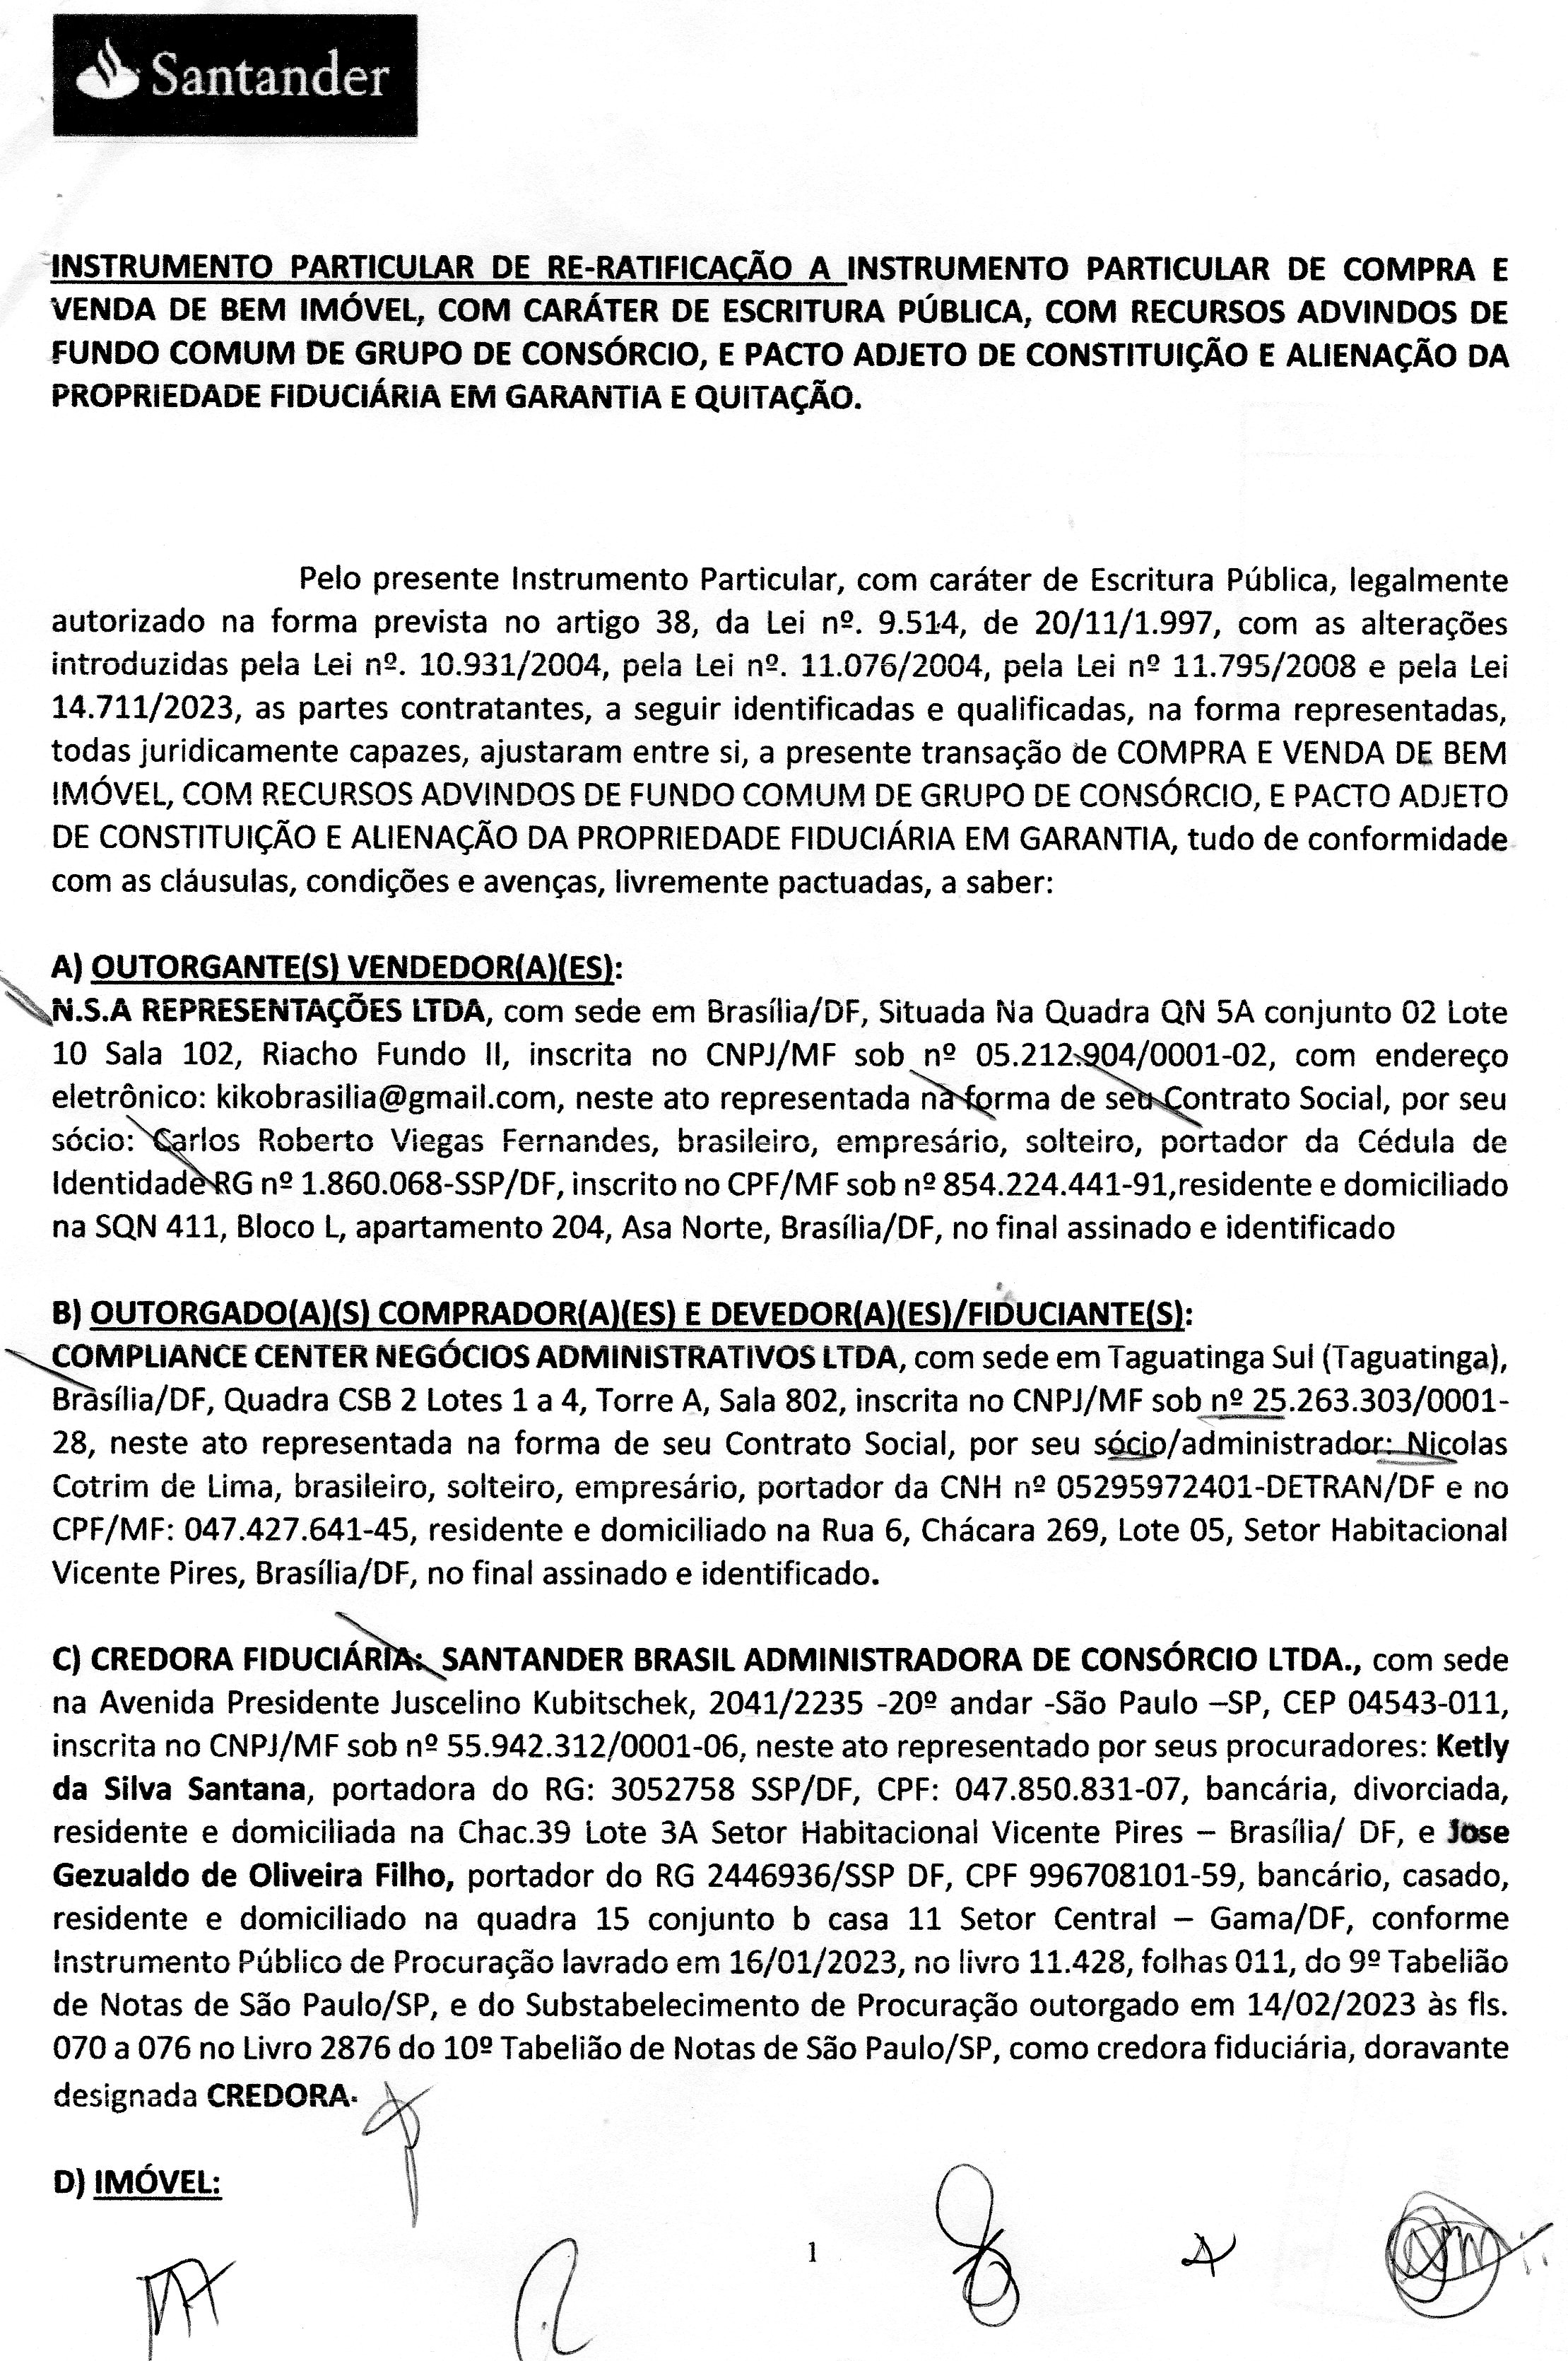 Santander
INSTRUMENTO PARTICULAR DE RE-RATIFICAÇÃO A INSTRUMENTO PARTICULAR DE COMPRA E
VENDA DE BEM IMÓVEL, COM CARÁTER DE ESCRITURA PÚBLICA, COM RECURSOS ADVINDOS DE
FUNDO COMUM DE GRUPO DE CONSÓRCIO, E PACTO ADJETO DE CONSTITUIÇÃO E ALIENAÇÃO DA
PROPRIEDADE FIDUCIÁRIA EM GARANTIA E QUITAÇÃO.
Pelo presente Instrumento Particular, com caráter de Escritura Pública, legalmente
autorizado na forma prevista no artigo 38, da Lei nº. 9.514, de 20/11/1.997, com as alterações
introduzidas pela Lei nº. 10.931/2004, pela Lei nº. 11.076/2004, pela Lei nº 11.795/2008 e pela Lei
14.711/2023, as partes contratantes, a seguir identificadas e qualificadas, na forma representadas,
todas juridicamente capazes, ajustaram entre si, a presente transação de COMPRA E VENDA DE BEM
IMÓVEL, COM RECURSOS ADVINDOS DE FUNDO COMUM DE GRUPO DE CONSÓRCIO, E PACTO ADJETO
DE CONSTITUIÇÃO E ALIENAÇÃO DA PROPRIEDADE FIDUCIÁRIA EM GARANTIA, tudo de conformidade
com as cláusulas, condições e avenças, livremente pactuadas, a saber:
A) OUTORGANTE(S) VENDEDOR(A)(ES):
N.S.A REPRESENTAÇÕES LTDA, com sede em Brasília/DF, Situada Na Quadra QN 5A conjunto 02 Lote
10 Sala 102, Riacho Fundo II, inscrita no CNPJ/MF sob nº 05.212.904/0001-02, com endereço
eletrônico: kikobrasilia@gmail.com, neste ato representada na forma de seu Contrato Social, por seu
sócio: Carlos Roberto Viegas Fernandes, brasileiro, empresário, solteiro, portador da Cédula de
Identidade RG nº 1.860.068-SSP/DF, inscrito no CPF/MF sob nº 854.224.441-91,residente e domiciliado
na SQN 411, Bloco L, apartamento 204, Asa Norte, Brasília/DF, no final assinado e identificado
B) OUTORGADO(A)(S) COMPRADOR(A)(ES) E DEVEDOR(A)(ES)/FIDUCIANTE(S):
COMPLIANCE CENTER NEGÓCIOS ADMINISTRATIVOS LTDA, com sede em Taguatinga Sul (Taguatinga),
Brasília/DF, Quadra CSB 2 Lotes 1 a 4, Torre A, Sala 802, inscrita no CNPJ/MF sob nº 25.263.303/0001-
28, neste ato representada na forma de seu Contrato Social, por seu sócio/administrador: Nicolas
Cotrim de Lima, brasileiro, solteiro, empresário, portador da CNH nº 05295972401-DETRAN/DF e no
CPF/MF: 047.427.641-45, residente e domiciliado na Rua 6, Chácara 269, Lote 05, Setor Habitacional
Vicente Pires, Brasília/DF, no final assinado e identificado.
C) CREDORA FIDUCIÁRIA: SANTANDER BRASIL ADMINISTRADORA DE CONSÓRCIO LTDA., com sede
na Avenida Presidente Juscelino Kubitschek, 2041/2235 -20º andar -São Paulo –SP, CEP 04543-011,
inscrita no CNPJ/MF sob nº 55.942.312/0001-06, neste ato representado por seus procuradores: Ketly
da Silva Santana, portadora do RG: 3052758 SSP/DF, CPF: 047.850.831-07, bancária, divorciada,
residente e domiciliada na Chac.39 Lote 3A Setor Habitacional Vicente Pires – Brasília/ DF, e Jose
Gezualdo de Oliveira Filho, portador do RG 2446936/SSP DF, CPF 996708101-59, bancário, casado,
residente e domiciliado na quadra 15 conjunto b casa 11 Setor Central – Gama/DF, conforme
Instrumento Público de Procuração lavrado em 16/01/2023, no livro 11.428, folhas 011, do 9º Tabelião
de Notas de São Paulo/SP, e do Substabelecimento de Procuração outorgado em 14/02/2023 às fls.
070 a 076 no Livro 2876 do 10º Tabelião de Notas de São Paulo/SP, como credora fiduciária, doravante
designada CREDORA.
D) IMÓVEL:
1